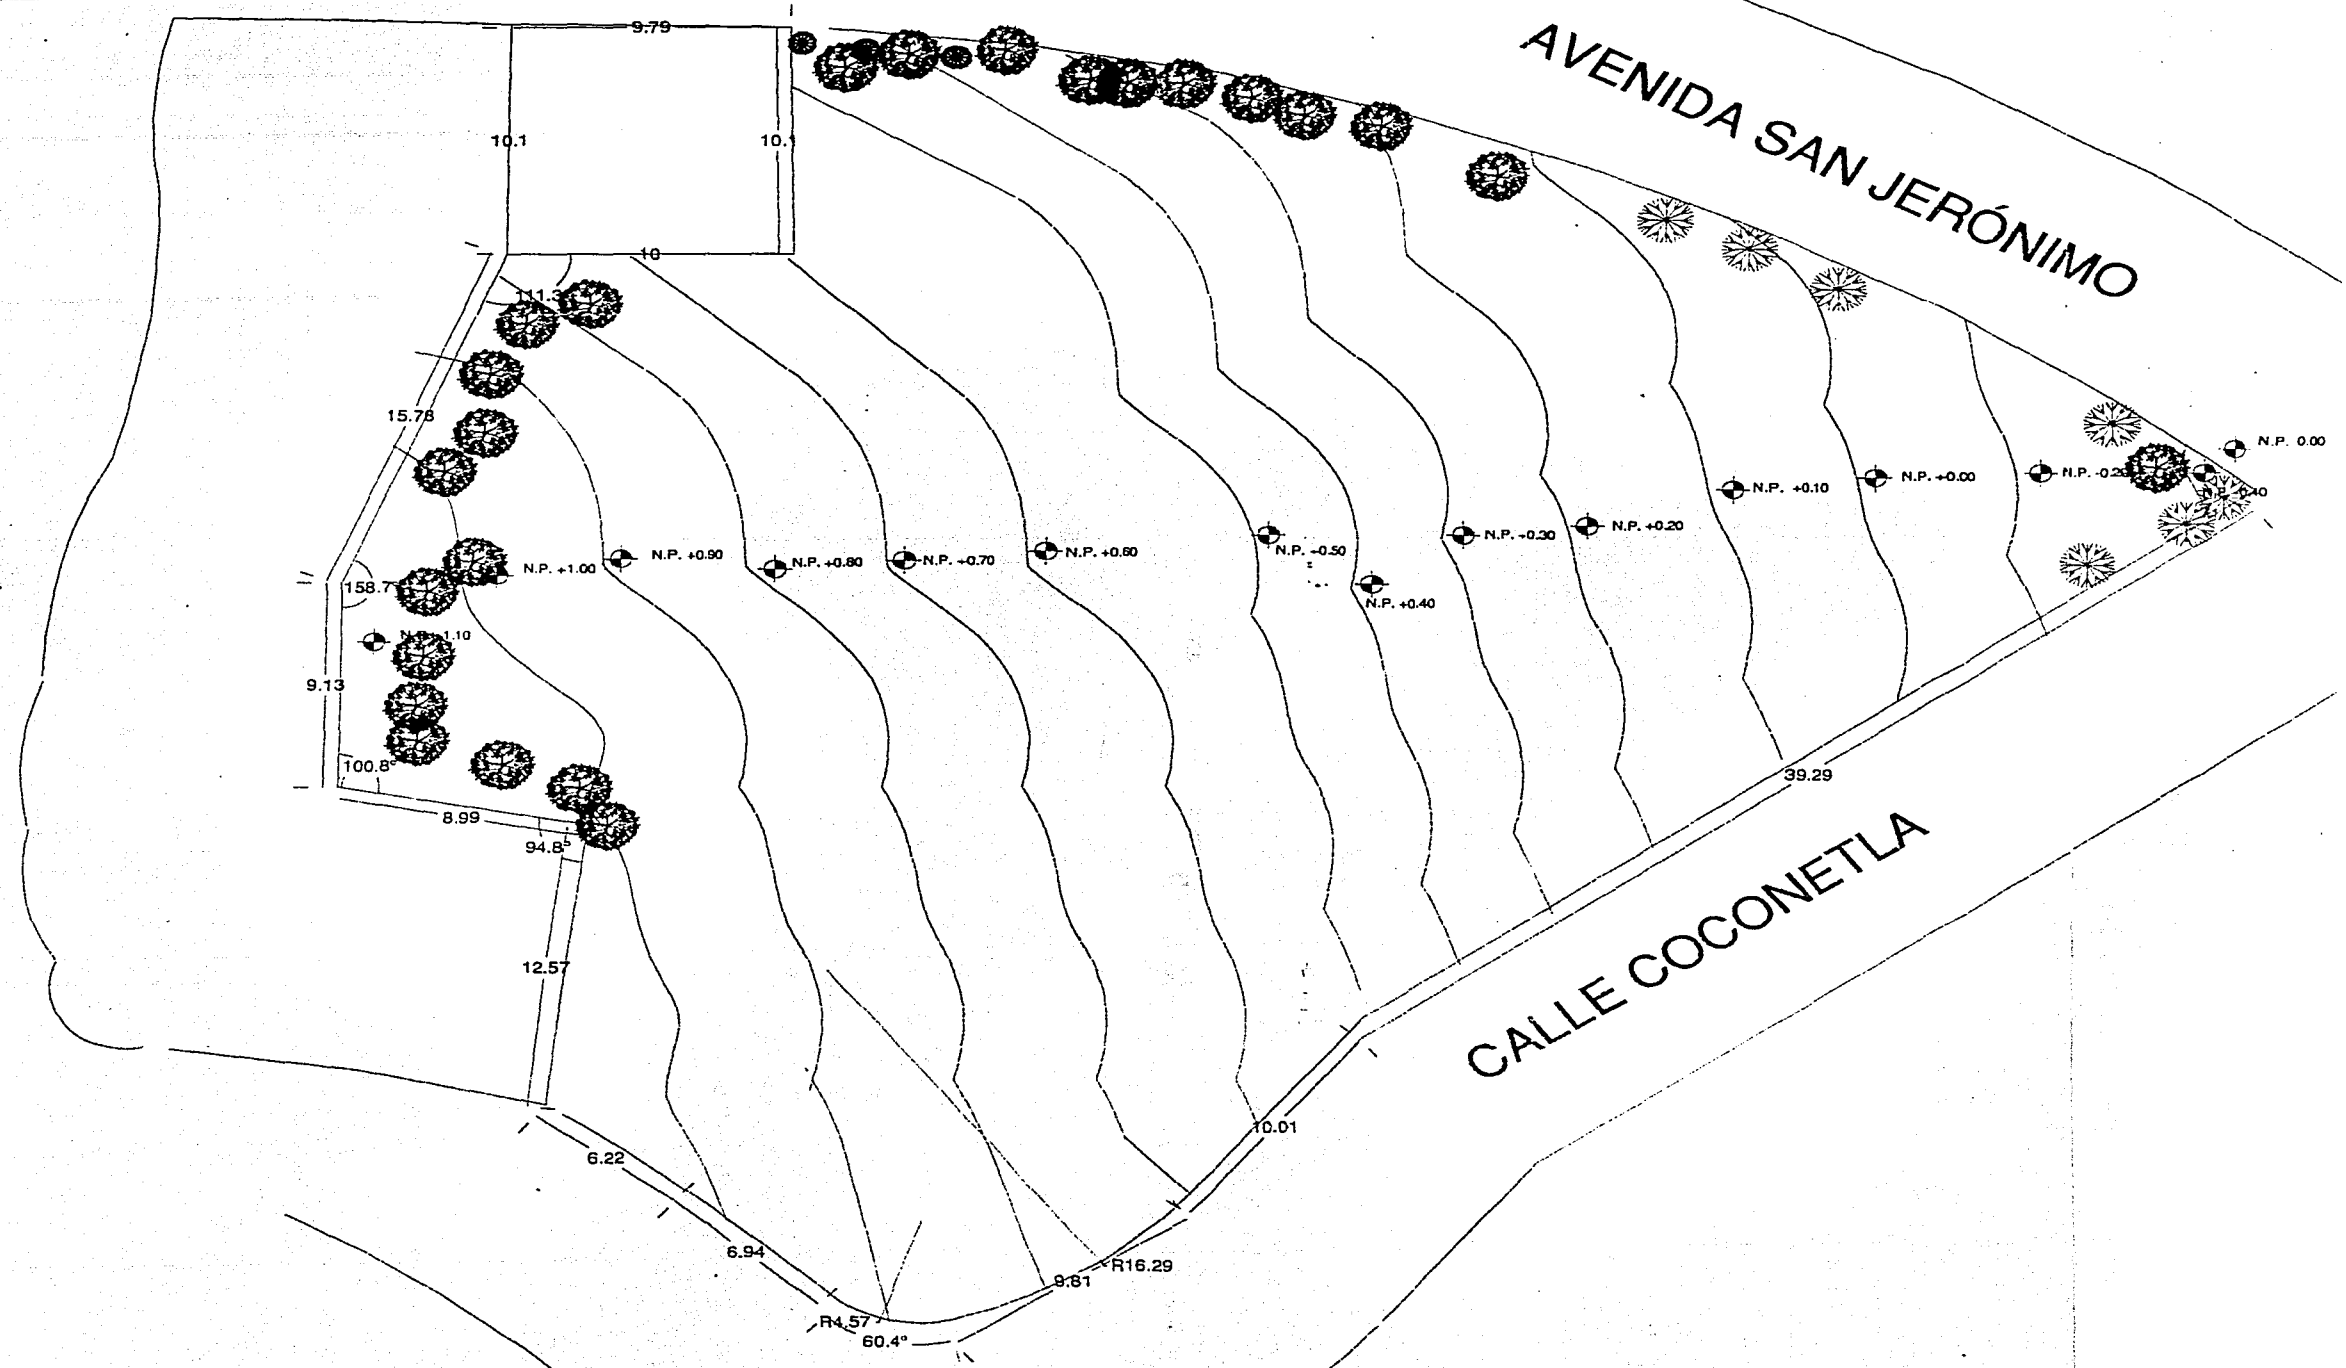 9.79
AVENIDA SAN JERÓNIMO
10.1
10.1
10
15.78
N.P. 0.00
N.P. +0.00
N.P. +0.10
N.P. +0.20
N.P. -0.30
N.P. -0.50
N.P. +0.60
N.P. +0.70
N.P. +0.80
N.P. +0.90
N.P. +1.00
N.P. +0.40
158.7
1.10
9.13
100.8°
8.99
94.8°
39.29
CALLE COCONETLA
12.57
10.01
6.22
6.94
R16.29
9.81
R4.57
60.4°